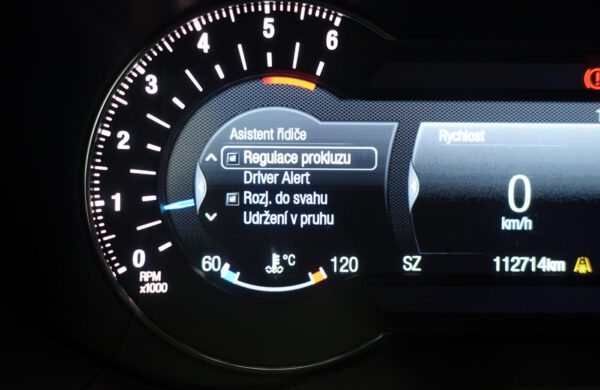 6
5
4
3
2
1
0
RPM
x1000
Asistent řidiče
Regulace prokluzu
Driver Alert
Rozj. do svahu
Udržení v pruhu
60 °C 120
Rychlost
0
km/h
SZ 112714km